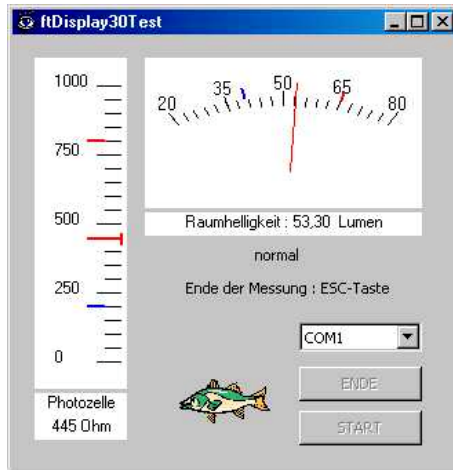 ftDisplay30Test
1000
750
500
250
0
Photozelle
445 Ohm
20 35 50 65 80
Raumhelligkeit : 53,30 Lumen
normal
Ende der Messung : ESC-Taste
COM1
ENDE
START